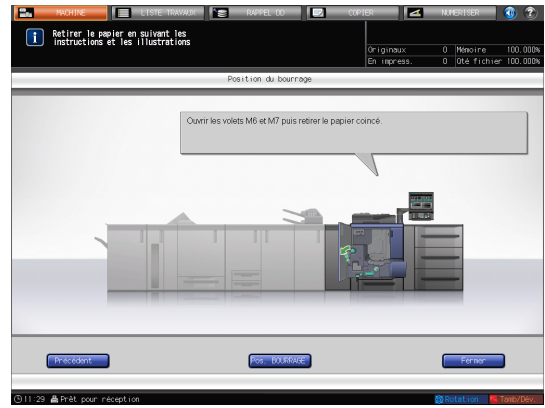 MACHINE LISTE TRAVAUX RAPPEL DD COPIER NUMERISER
Retirer le papier en suivant les
instructions et les illustrations
Originaux 0 Mémoire 100.000%
En impress. 0 Qté fichier 100.000%
Position du bourrage
Ouvrir les volets M6 et M7 puis retirer le papier coincé.
Précédent Pos. BOURRAGE Fermer
11:29 Prêt pour réception Rotation Tamb/Dév.